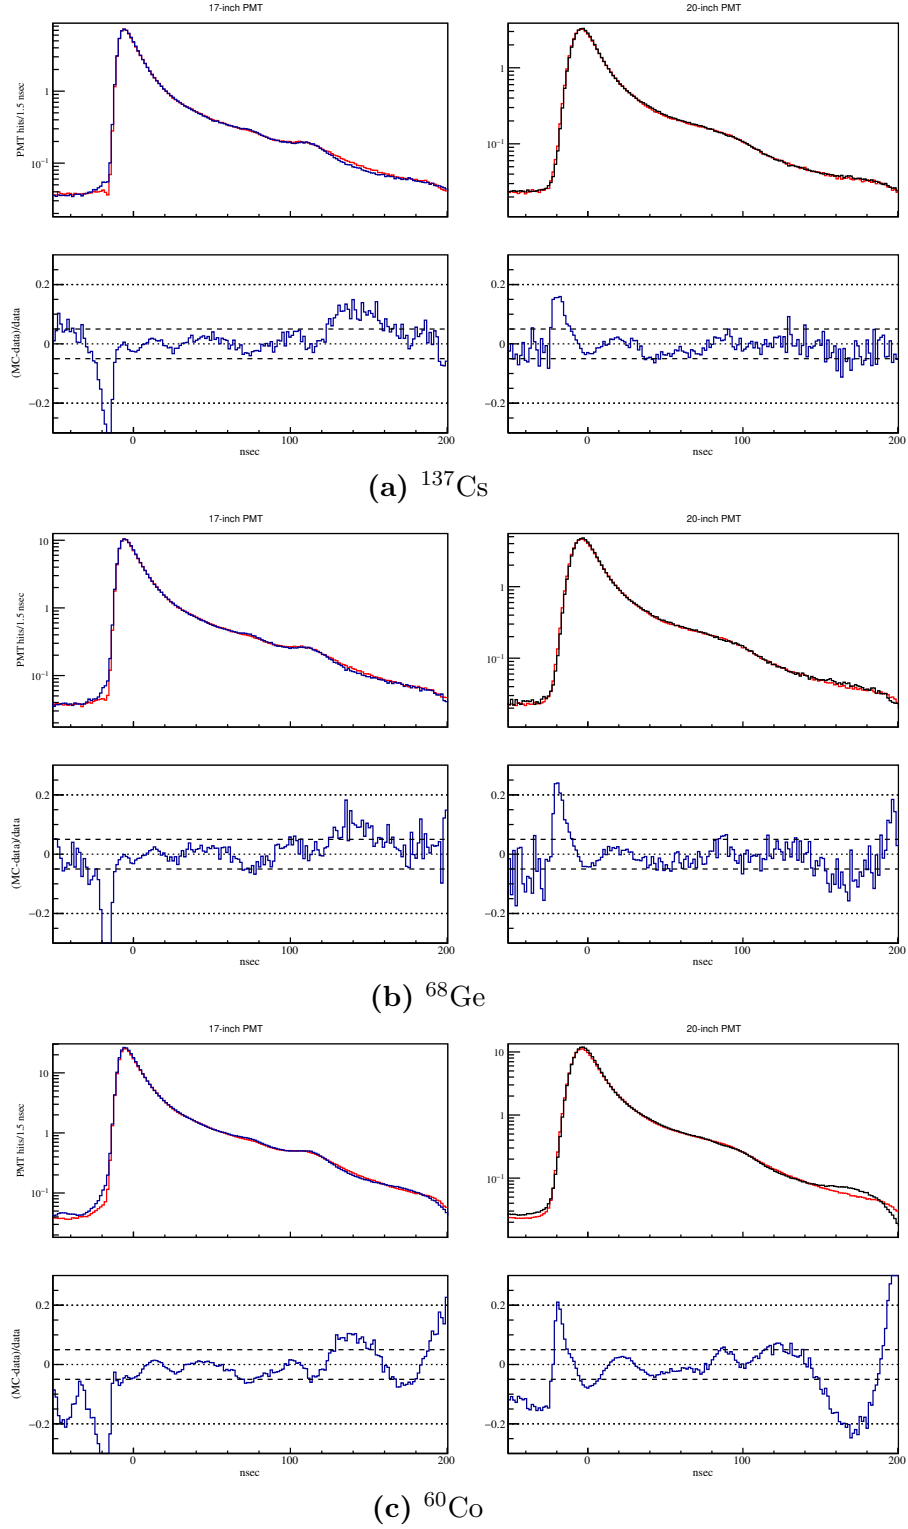 17-inch PMT
20-inch PMT
PMT hits/1.5 nsec
1
10⁻¹
1
10⁻¹
(MC-data)/data
0.2
0
−0.2
0.2
0
−0.2
0
100
200
nsec
0
100
200
nsec
(a) ¹³⁷Cs
17-inch PMT
20-inch PMT
PMT hits/1.5 nsec
10
1
10⁻¹
1
10⁻¹
(MC-data)/data
0.2
0
−0.2
0.2
0
−0.2
0
100
200
nsec
0
100
200
nsec
(b) ⁶⁸Ge
17-inch PMT
20-inch PMT
PMT hits/1.5 nsec
10
1
10⁻¹
10
1
10⁻¹
(MC-data)/data
0.2
0
−0.2
0.2
0
−0.2
0
100
200
nsec
0
100
200
nsec
(c) ⁶⁰Co